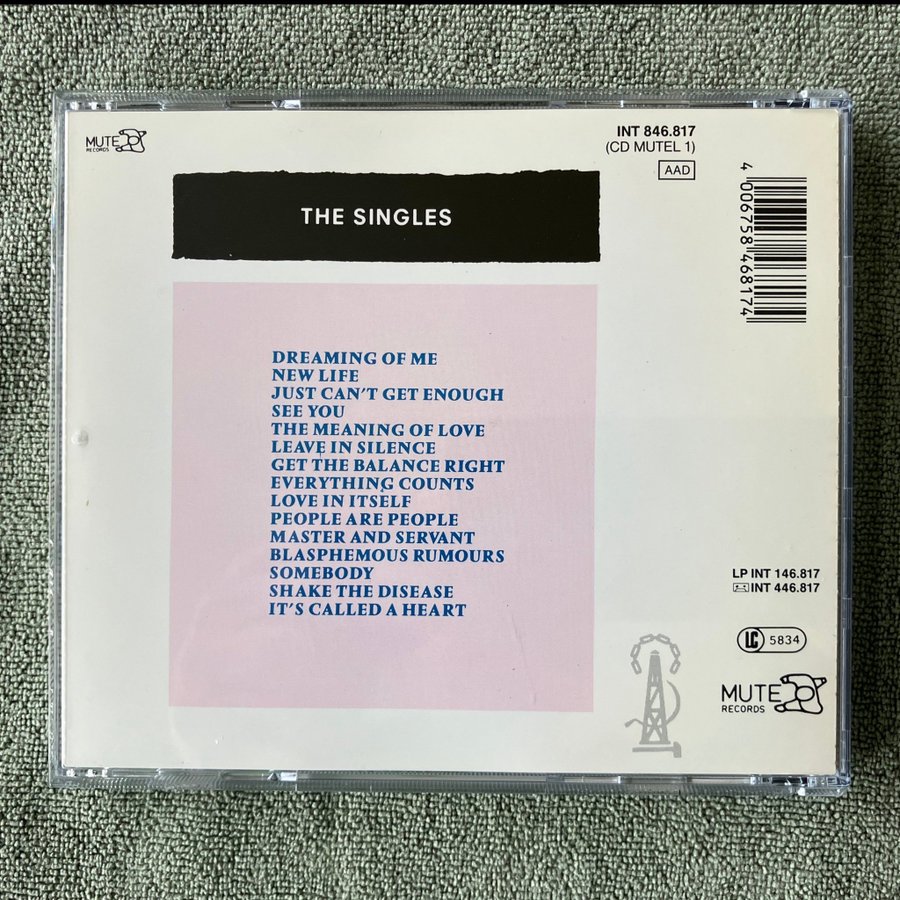 MUTE
RECORDS
INT 846.817
(CD MUTEL 1)
AAD
4 006758 468174
THE SINGLES
DREAMING OF ME
NEW LIFE
JUST CAN'T GET ENOUGH
SEE YOU
THE MEANING OF LOVE
LEAVE IN SILENCE
GET THE BALANCE RIGHT
EVERYTHING COUNTS
LOVE IN ITSELF
PEOPLE ARE PEOPLE
MASTER AND SERVANT
BLASPHEMOUS RUMOURS
SOMEBODY
SHAKE THE DISEASE
IT'S CALLED A HEART
LP INT 146.817
INT 446.817
LC 5834
MUTE
RECORDS